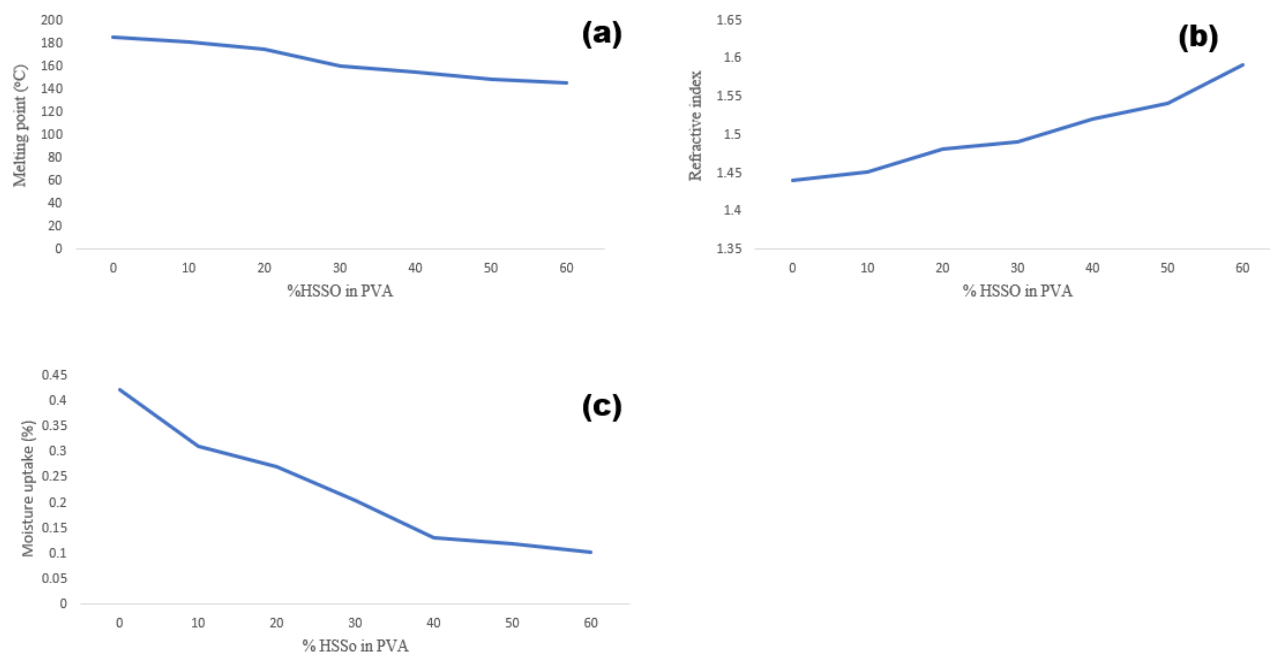 (a)
Melting point (°C)
200
180
160
140
120
100
80
60
40
20
0
0 10 20 30 40 50 60
%HSSO in PVA
(b)
Refractive index
1.65
1.6
1.55
1.5
1.45
1.4
1.35
0 10 20 30 40 50 60
% HSSO in PVA
(c)
Moisture uptake (%)
0.45
0.4
0.35
0.3
0.25
0.2
0.15
0.1
0.05
0
0 10 20 30 40 50 60
% HSSo in PVA